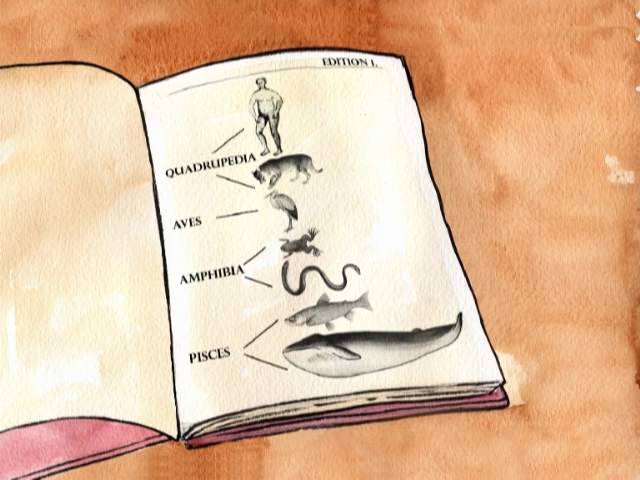 EDITION I.
QUADRUPEDIA
AVES
AMPHIBIA
PISCES